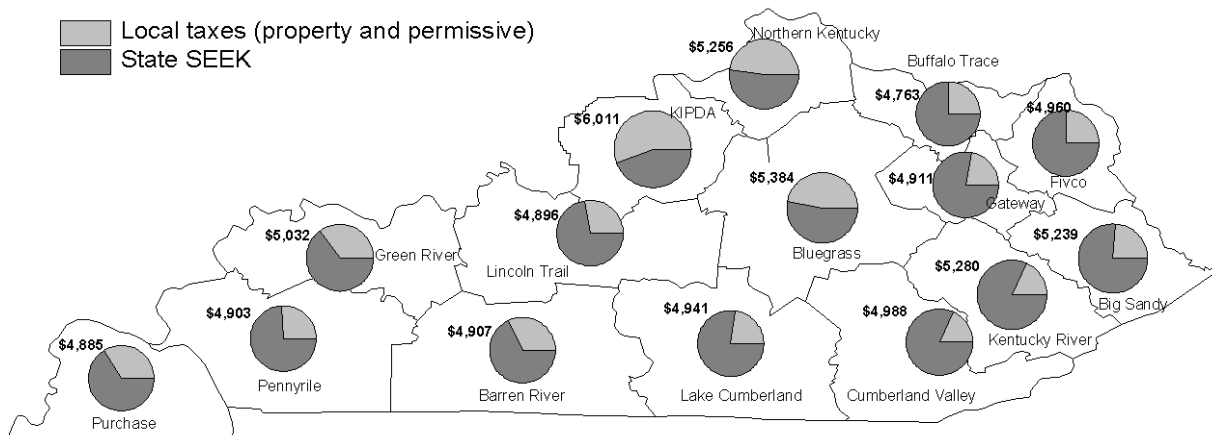 Local taxes (property and permissive)
State SEEK
Northern Kentucky
$5,256
Buffalo Trace
$4,763
$4,960
Fivco
KIPDA
$6,011
$4,911
Gateway
$5,384
Bluegrass
$4,896
Lincoln Trail
$5,032
Green River
$5,239
Big Sandy
$5,280
Kentucky River
$4,903
Pennyrile
$4,907
Barren River
$4,941
Lake Cumberland
$4,988
Cumberland Valley
$4,885
Purchase